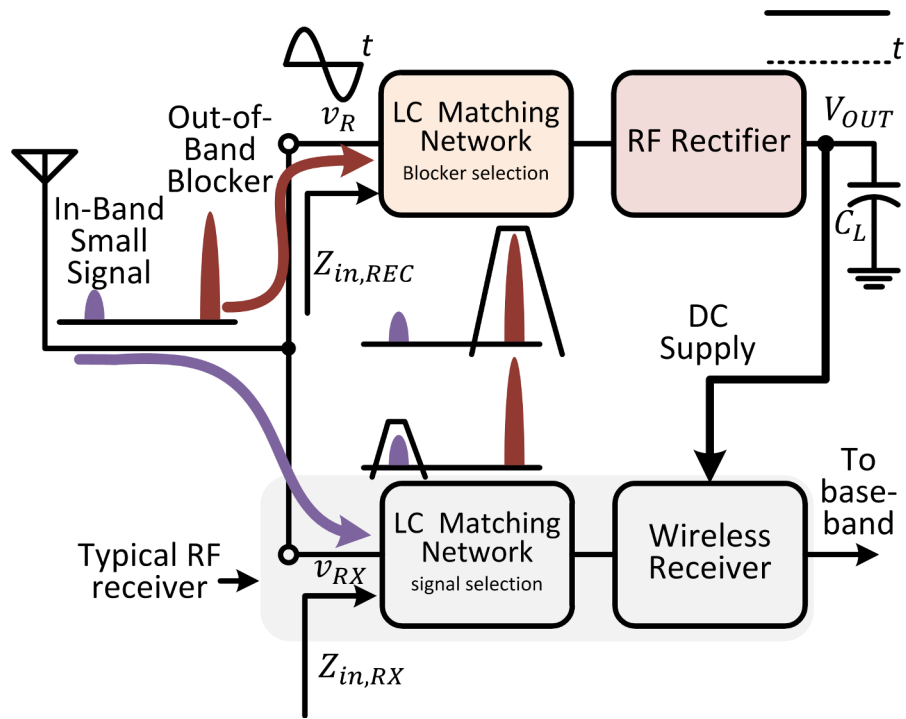 t
v_R
LC Matching
Network
Blocker selection
RF Rectifier
t
V_OUT
C_L
Out-of-
Band
Blocker
In-Band
Small
Signal
Z_in,REC
DC
Supply
To
base-
band
LC Matching
Network
signal selection
Wireless
Receiver
Typical RF
receiver
v_RX
Z_in,RX